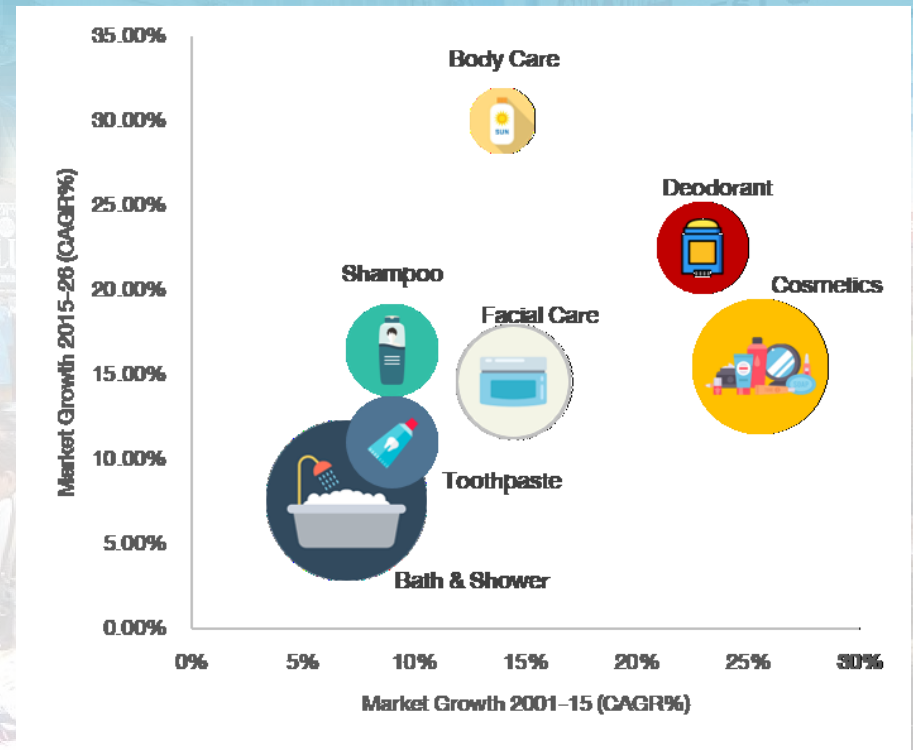 35.00%
Body Care
30.00%
SUN
Deodorant
25.00%
Shampoo
20.00%
Cosmetics
Facial Care
15.00%
10.00%
Toothpaste
5.00%
Bath & Shower
0.00%
0% 5% 10% 15% 20% 25% 30%
Market Growth 2001-15 (CAGR%)
Market Growth 2015-26 (CAGR%)